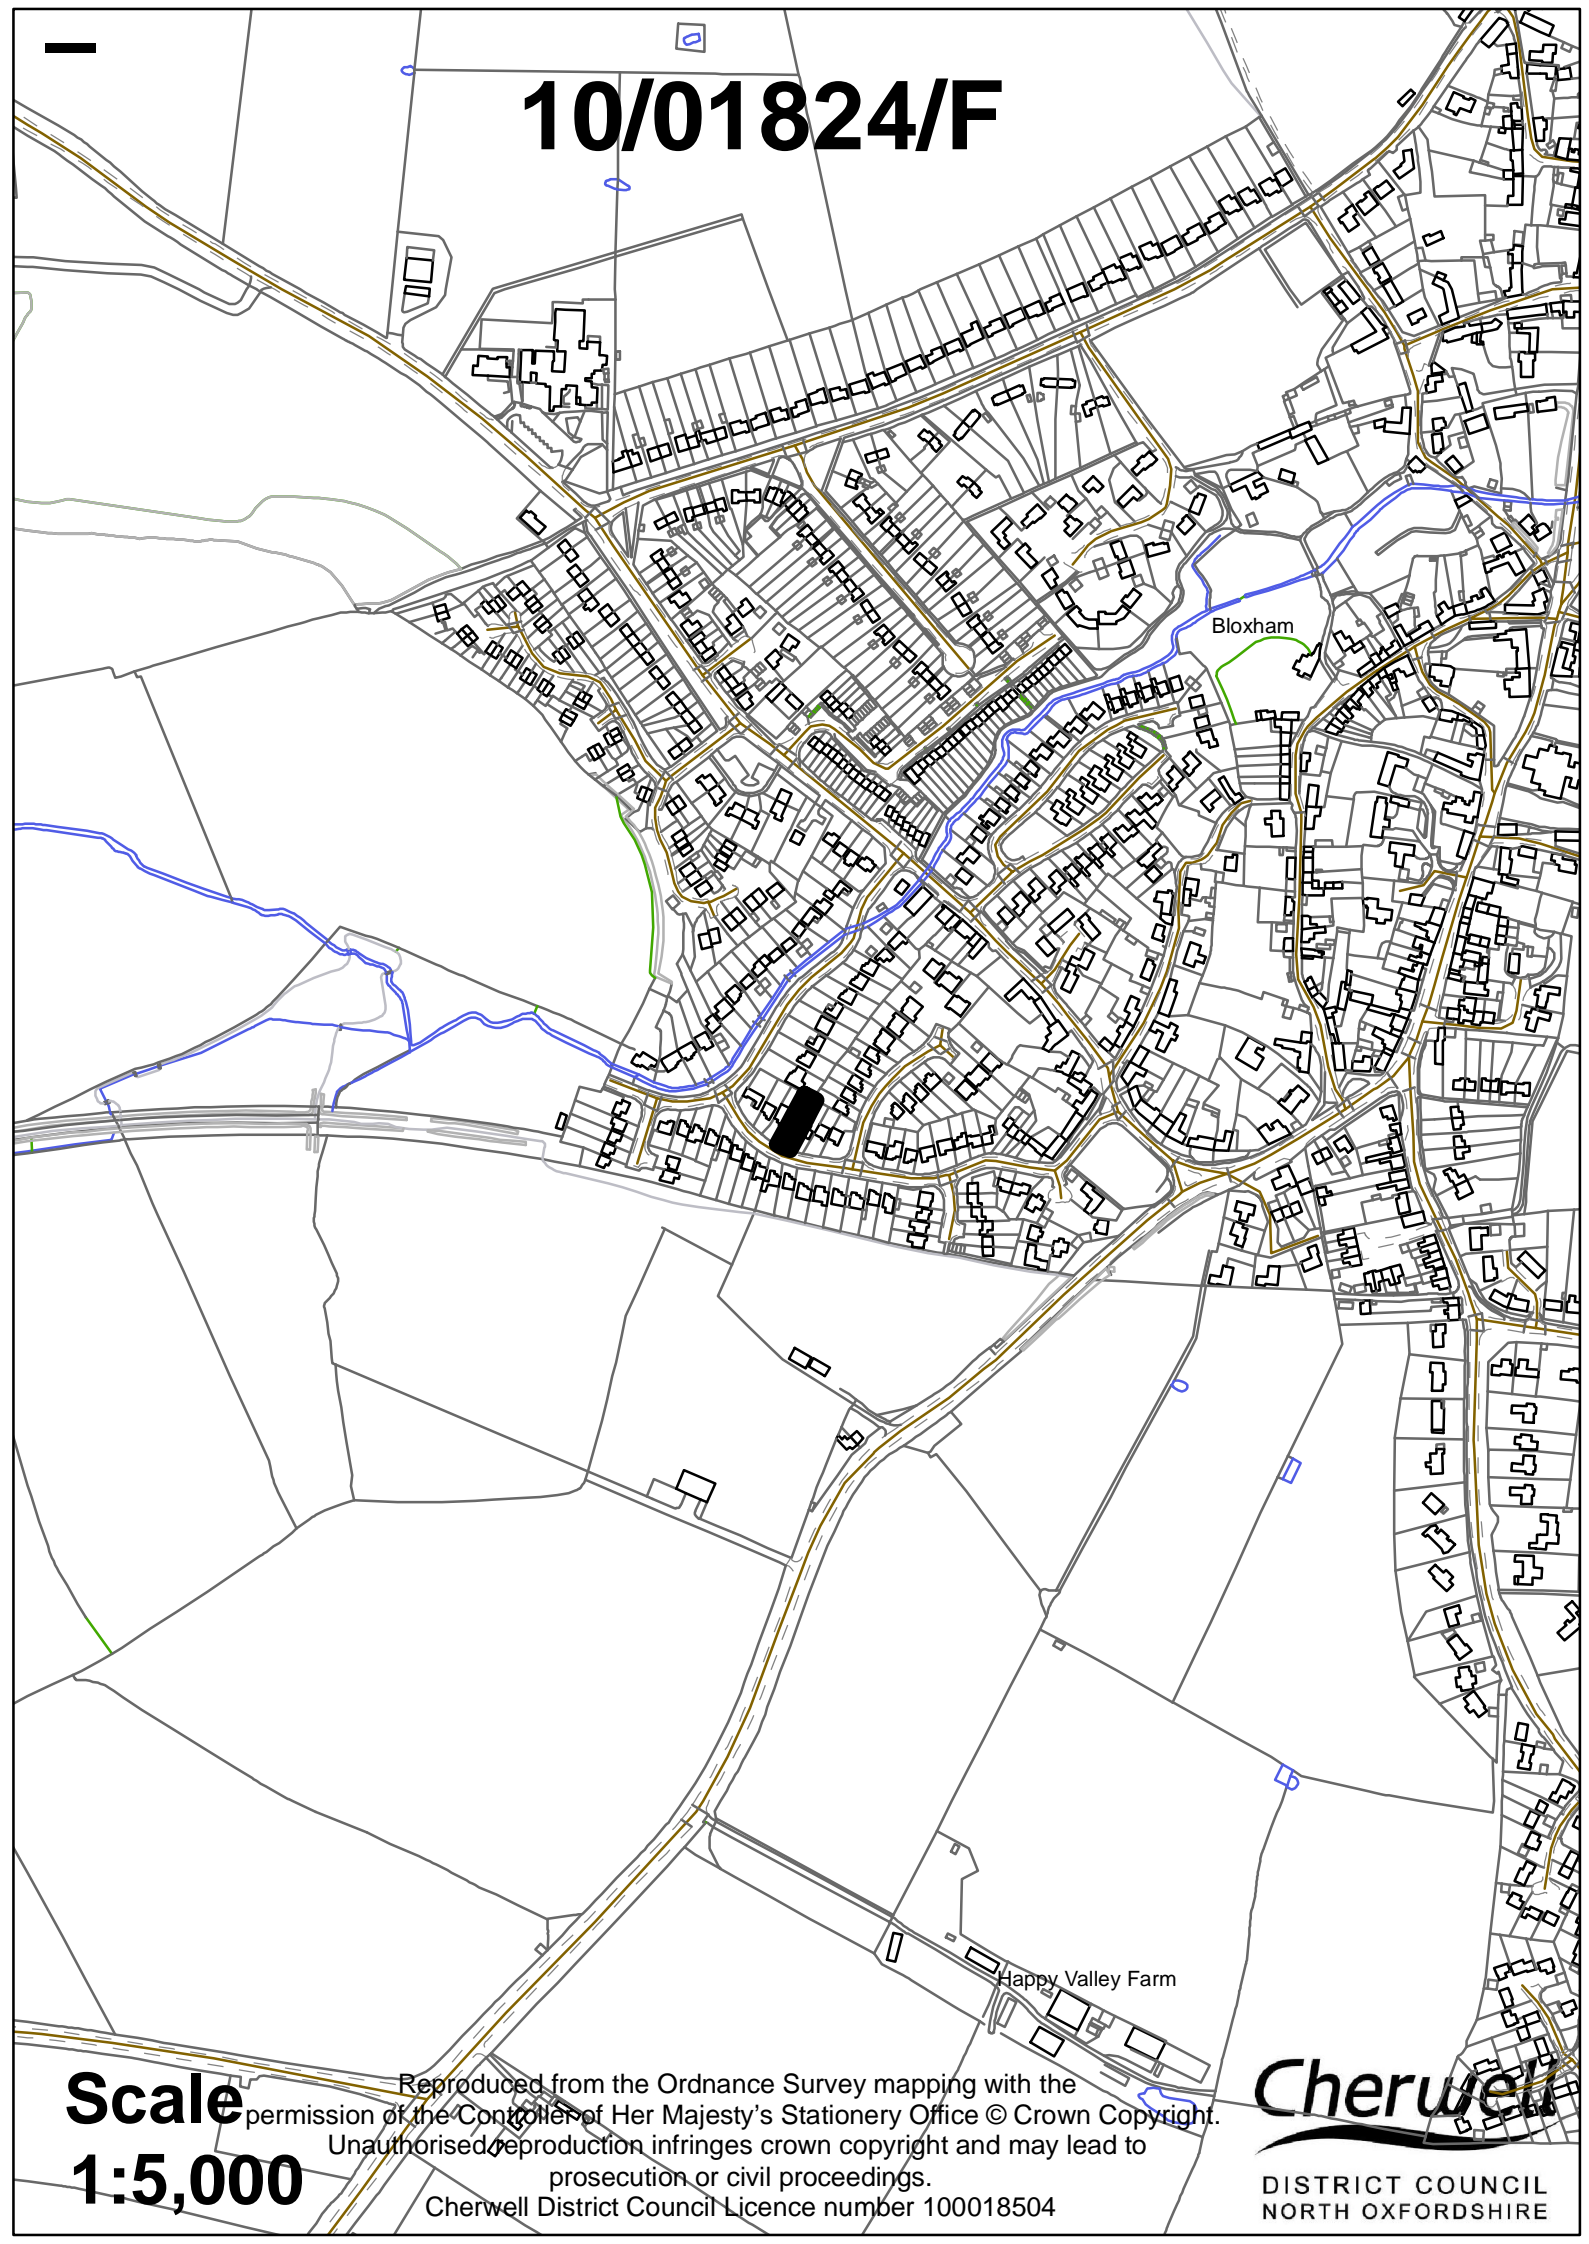 10/01824/F
Bloxham
Happy Valley Farm
Scale
1:5,000
Reproduced from the Ordnance Survey mapping with the
permission of the Controller of Her Majesty's Stationery Office © Crown Copyright.
Unauthorised reproduction infringes crown copyright and may lead to
prosecution or civil proceedings.
Cherwell District Council Licence number 100018504
Cherwell
DISTRICT COUNCIL
NORTH OXFORDSHIRE